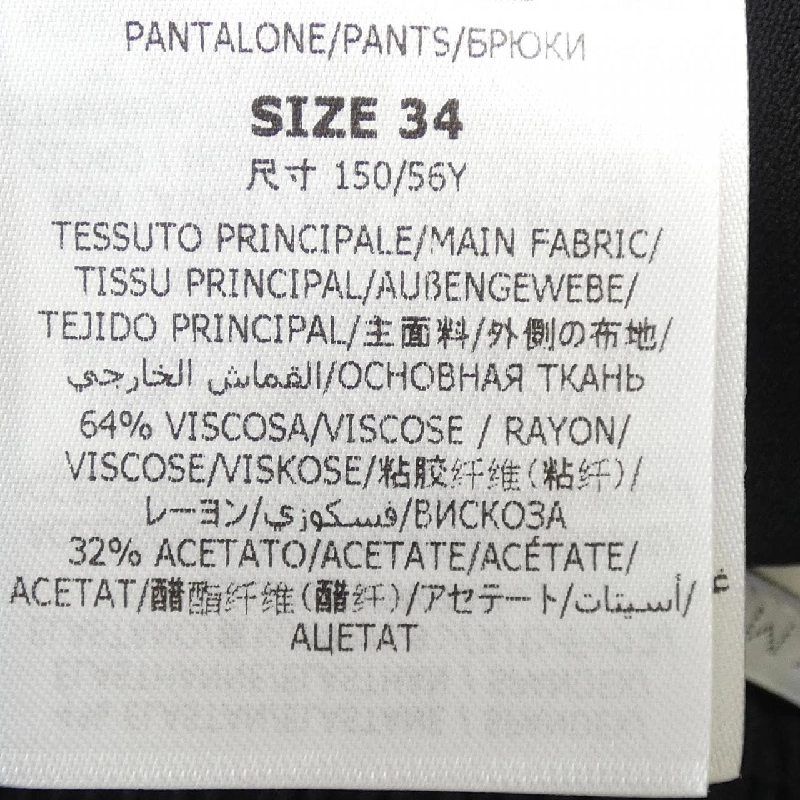 PANTALONE/PANTS/БРЮКИ
SIZE 34
尺寸 150/56Y
TESSUTO PRINCIPALE/MAIN FABRIC/
TISSU PRINCIPAL/AUßENGEWEBE/
TEJIDO PRINCIPAL/主面料/外側の布地/
القماش الخارجي/ОСНОВНАЯ ТКАНЬ
64% VISCOSA/VISCOSE / RAYON/
VISCOSE/VISKOSE/粘胶纤维(粘纤)/
レーヨン/فسكوزي/ВИСКОЗА
32% ACETATO/ACETATE/ACÉTATE/
ACETAT/醋酯纤维(醋纤)/アセテート/أسيتات/
АЦЕТАТ